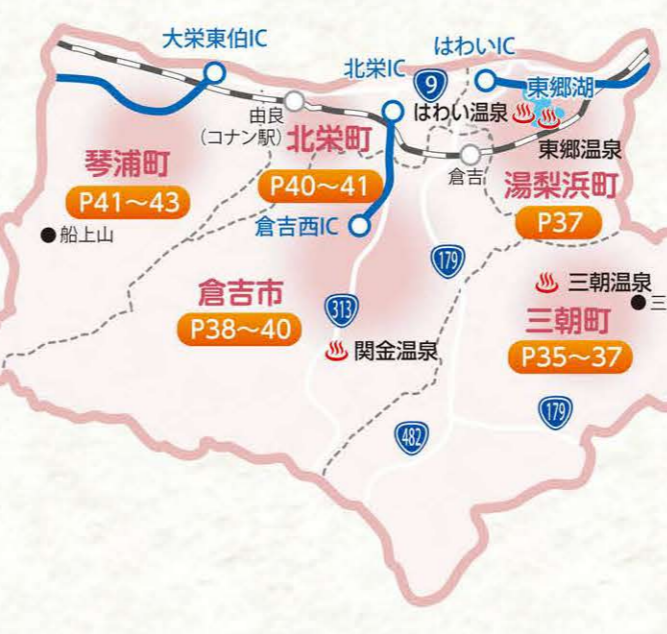 大栄東伯IC
はわいIC
北栄IC
9
東郷湖
由良
(コナン駅)
北栄町
P40〜41
はわい温泉
東郷温泉
倉吉
琴浦町
P41〜43
湯梨浜町
P37
船上山
倉吉西IC
179
三朝温泉
三
倉吉市
P38〜40
313
三朝町
P35〜37
関金温泉
179
482